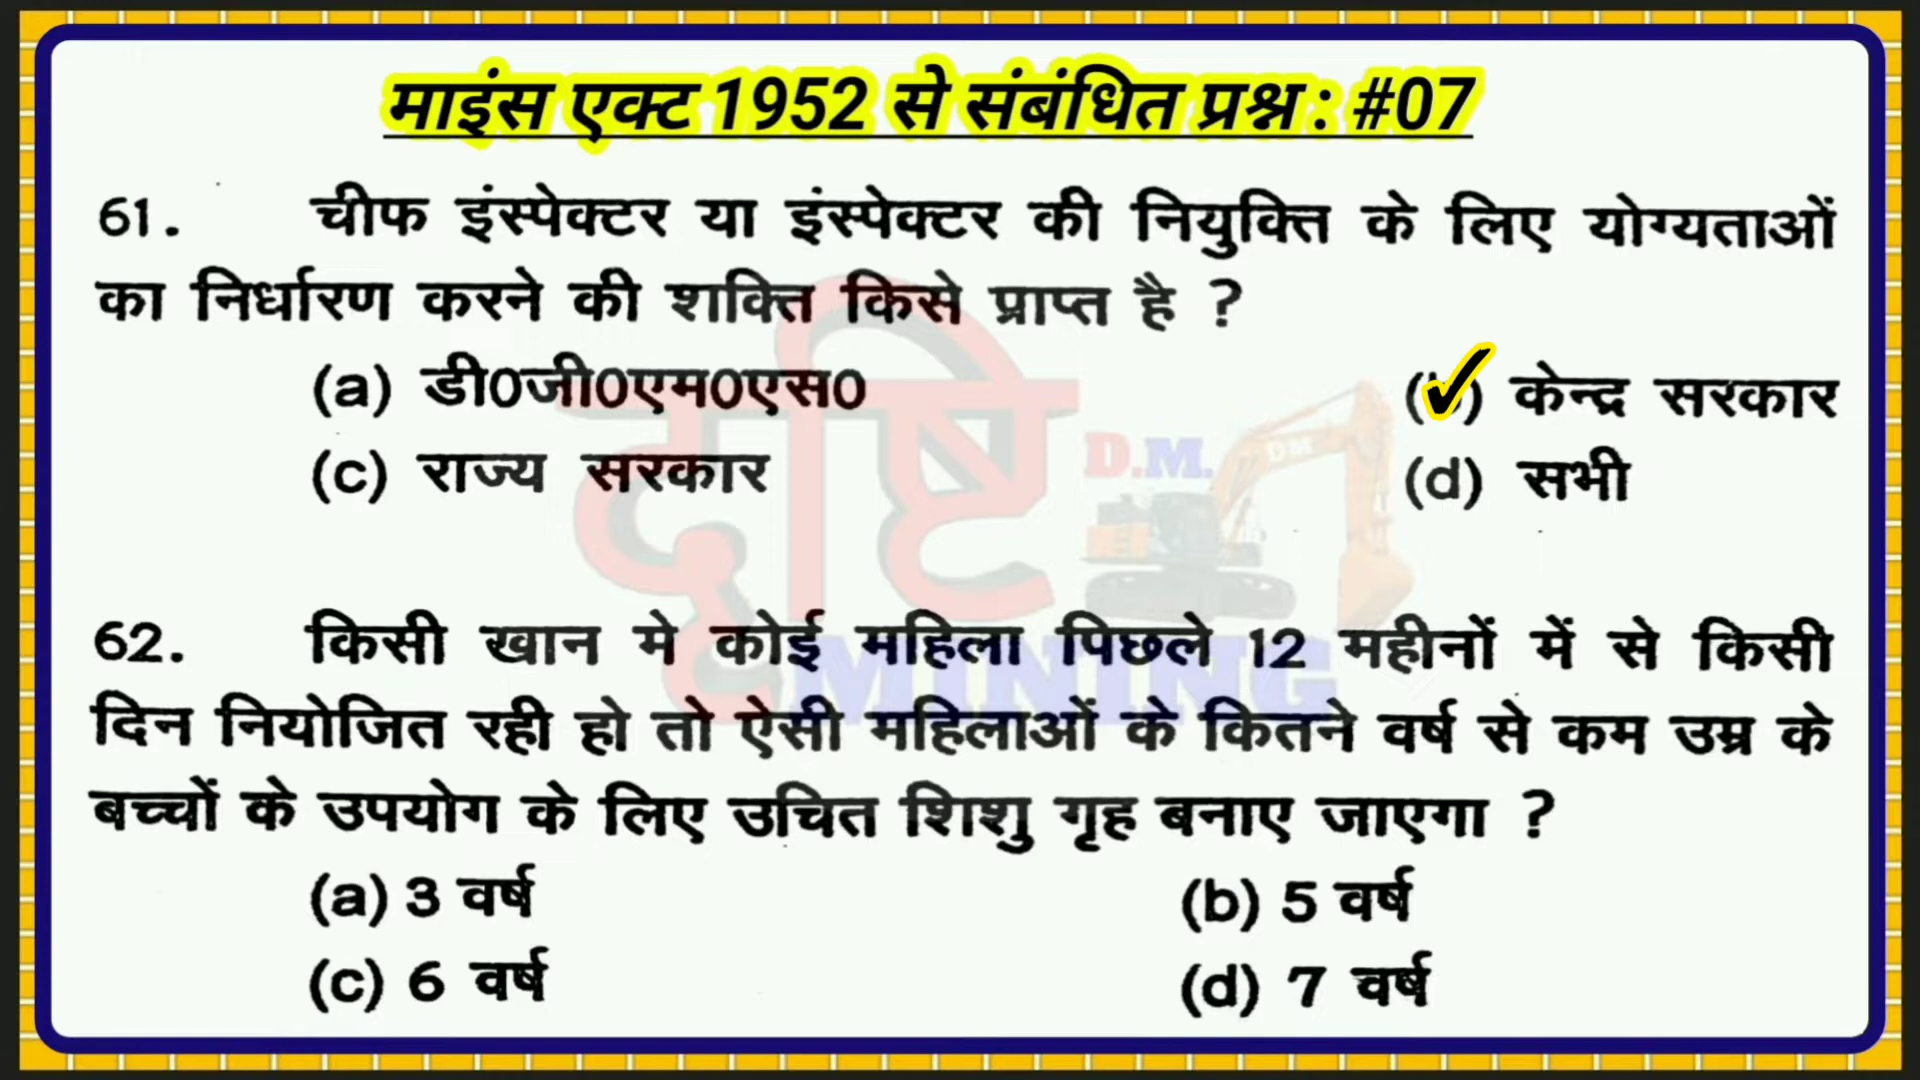 माइंस एक्ट 1952 से संबंधित प्रश्न : #07
61. चीफ इंस्पेक्टर या इंस्पेक्टर की नियुक्ति के लिए योग्यताओं
का निर्धारण करने की शक्ति किसे प्राप्त है ?
(a) डी0जी0एम0एस0
(b) केन्द्र सरकार
(c) राज्य सरकार
(d) सभी
दृष्टि
D.M.
DM
MINING
62. किसी खान मे कोई महिला पिछले 12 महीनों में से किसी
दिन नियोजित रही हो तो ऐसी महिलाओं के कितने वर्ष से कम उम्र के
बच्चों के उपयोग के लिए उचित शिशु गृह बनाए जाएगा ?
(a) 3 वर्ष
(b) 5 वर्ष
(c) 6 वर्ष
(d) 7 वर्ष